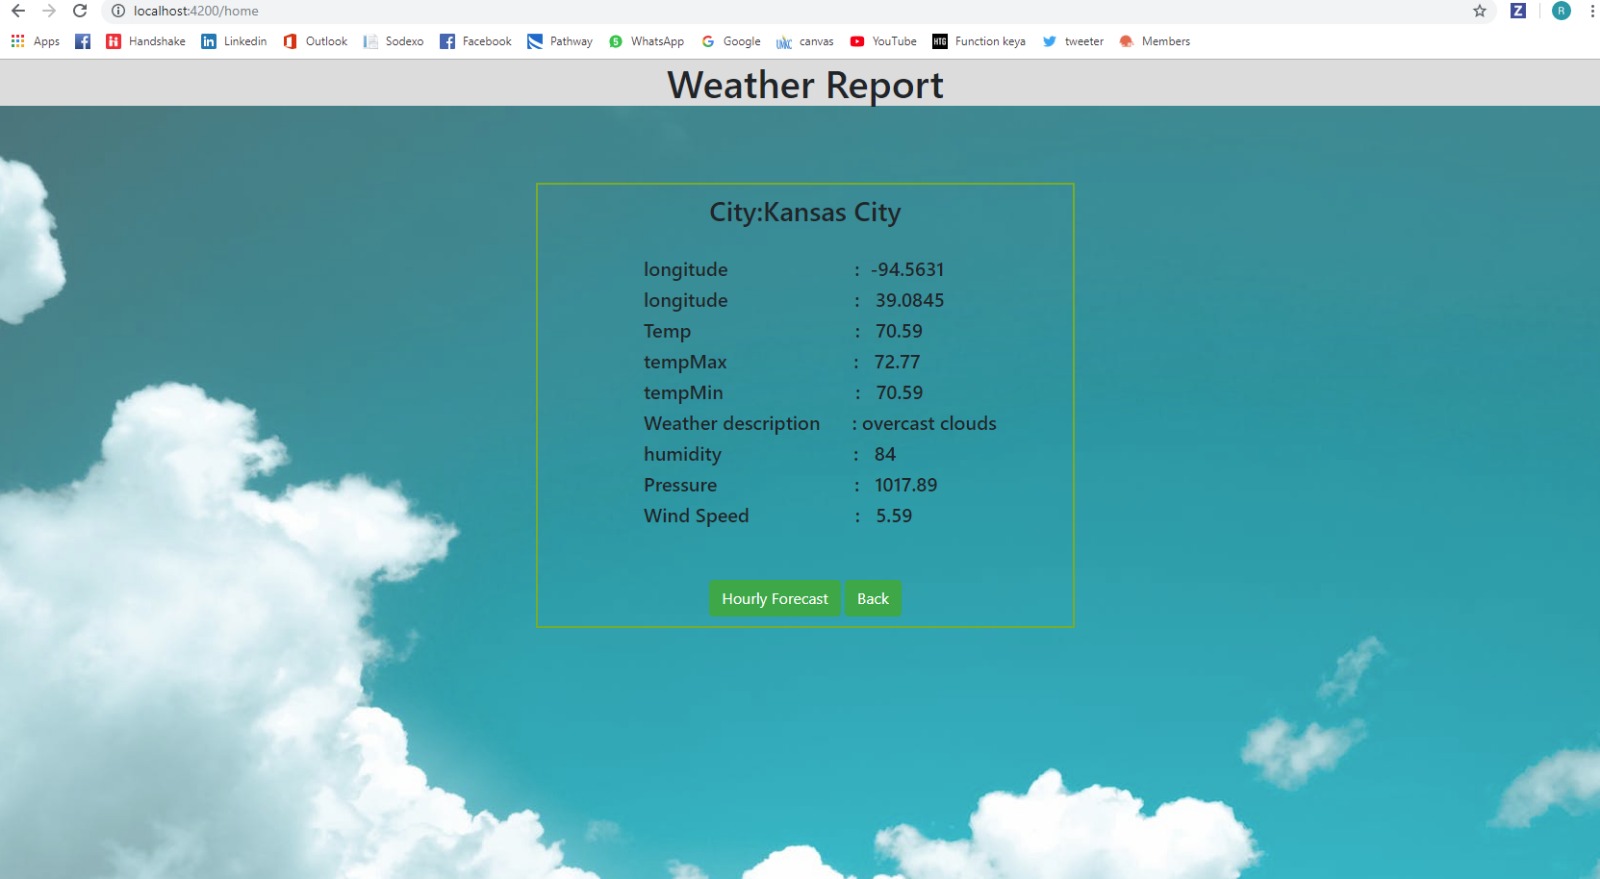 localhost:4200/home
Apps Handshake Linkedin Outlook Sodexo Facebook Pathway WhatsApp Google canvas YouTube Function keya tweeter Members
Weather Report
City:Kansas City
longitude : -94.5631
longitude : 39.0845
Temp : 70.59
tempMax : 72.77
tempMin : 70.59
Weather description : overcast clouds
humidity : 84
Pressure : 1017.89
Wind Speed : 5.59
Hourly Forecast Back